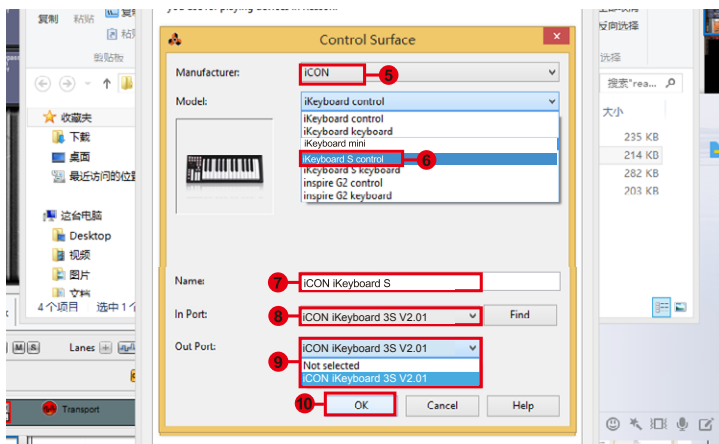 复制 粘贴
剪贴板
收藏夹
下载
桌面
最近访问的位置
这台电脑
Desktop
视频
图片
文档
4 个项目 选中 1 个
M S Lanes
Transport
Control Surface
Manufacturer:
iCON
5
Model:
iKeyboard control
iKeyboard control
iKeyboard keyboard
iKeyboard mini
iKeyboard S control
6
iKeyboard S keyboard
inspire G2 control
inspire G2 keyboard
Name:
7
iCON iKeyboard S
In Port:
8
iCON iKeyboard 3S V2.01
Find
Out Port:
iCON iKeyboard 3S V2.01
9
Not selected
iCON iKeyboard 3S V2.01
10
OK
Cancel
Help
反向选择
选择
搜索"rea...
大小
235 KB
214 KB
282 KB
203 KB